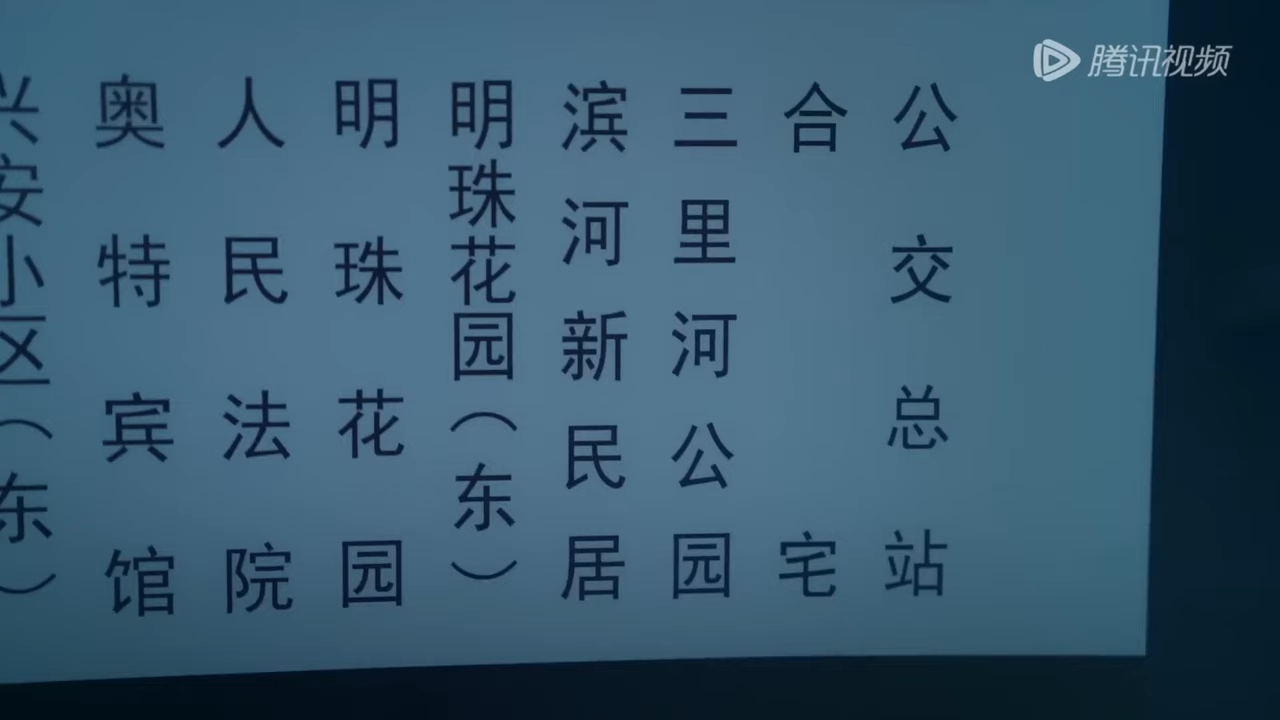 腾讯视频
兴安小区（东）
奥特宾馆
人民法院
明珠花园
明珠花园（东）
滨河新民居
三里河公园
合宅
公交总站